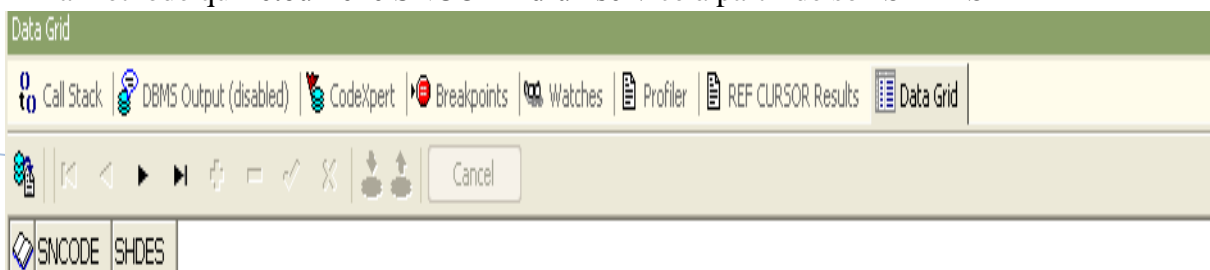 Data Grid
Call Stack DBMS Output (disabled) CodeXpert Breakpoints Watches Profiler REF CURSOR Results Data Grid
Cancel
SNCODE SHDES